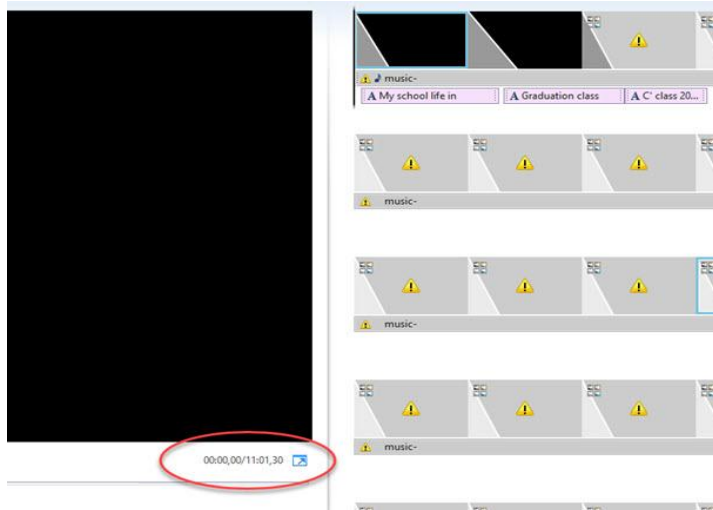 music-
A My school life in
A Graduation class
A C' class 20...
music-
music-
music-
00:00,00/11:01,30